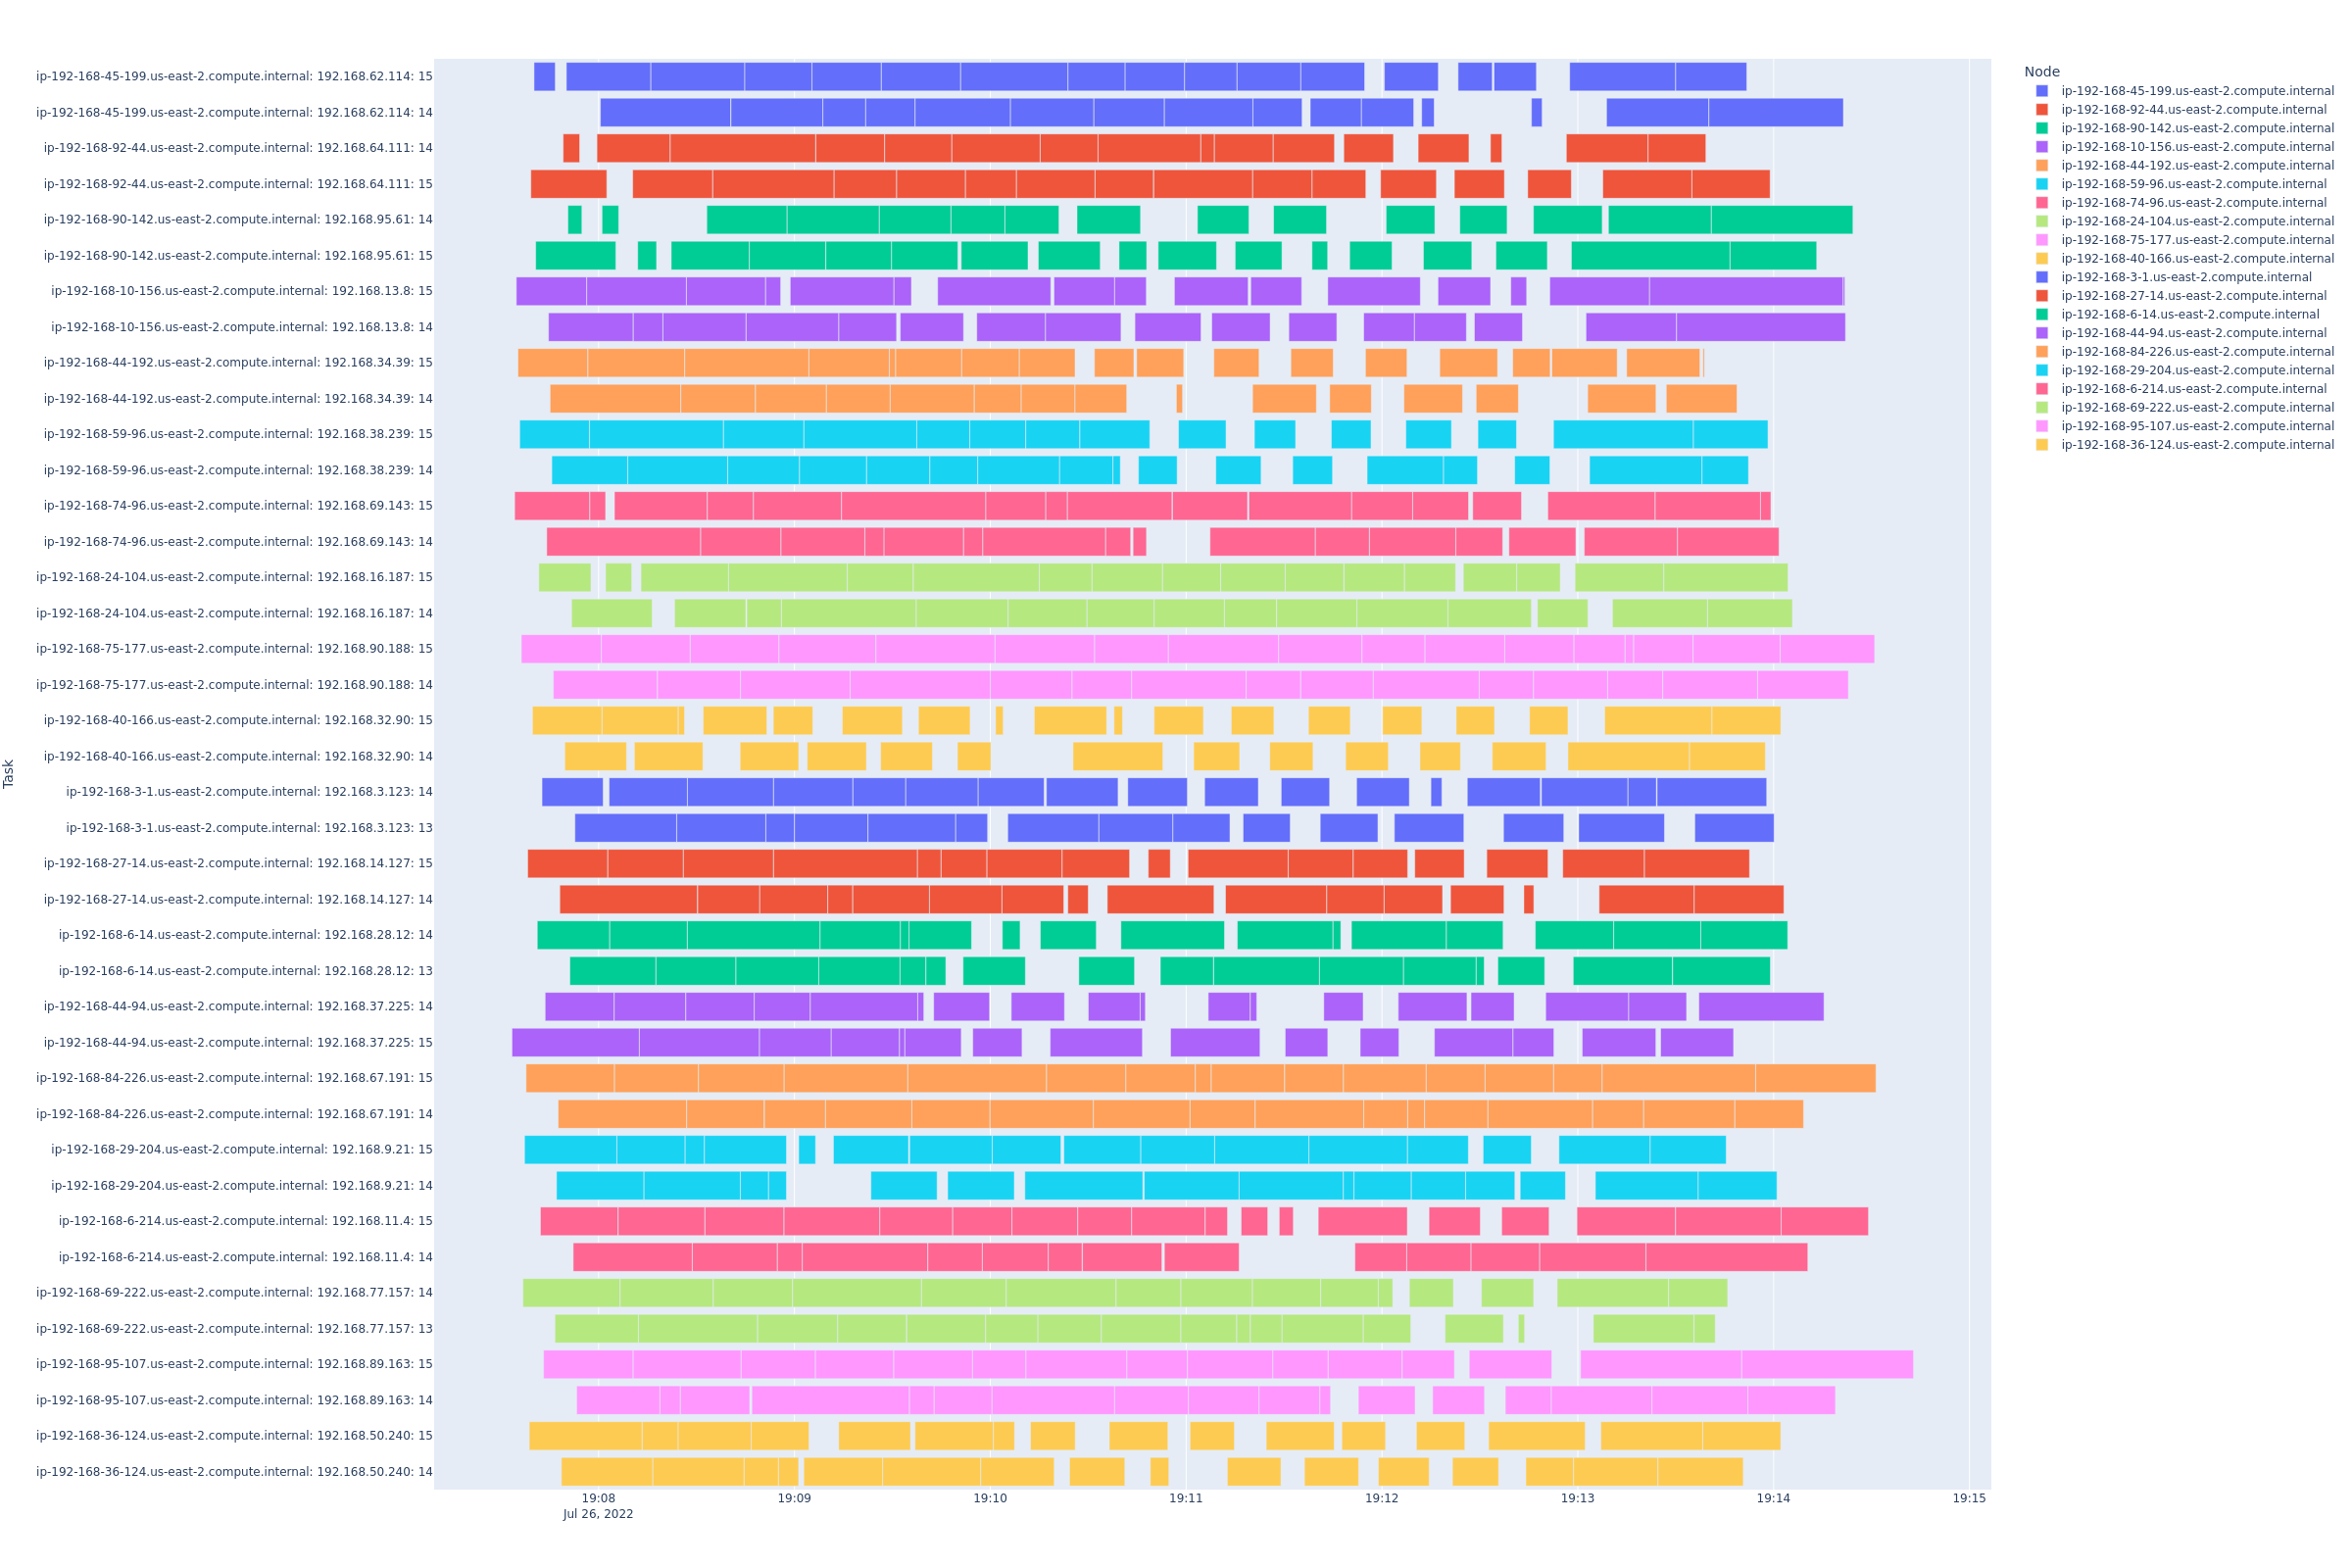 ip-192-168-45-199.us-east-2.compute.internal: 192.168.62.114: 15
ip-192-168-45-199.us-east-2.compute.internal: 192.168.62.114: 14
ip-192-168-92-44.us-east-2.compute.internal: 192.168.64.111: 14
ip-192-168-92-44.us-east-2.compute.internal: 192.168.64.111: 15
ip-192-168-90-142.us-east-2.compute.internal: 192.168.95.61: 14
ip-192-168-90-142.us-east-2.compute.internal: 192.168.95.61: 15
ip-192-168-10-156.us-east-2.compute.internal: 192.168.13.8: 15
ip-192-168-10-156.us-east-2.compute.internal: 192.168.13.8: 14
ip-192-168-44-192.us-east-2.compute.internal: 192.168.34.39: 15
ip-192-168-44-192.us-east-2.compute.internal: 192.168.34.39: 14
ip-192-168-59-96.us-east-2.compute.internal: 192.168.38.239: 15
ip-192-168-59-96.us-east-2.compute.internal: 192.168.38.239: 14
ip-192-168-74-96.us-east-2.compute.internal: 192.168.69.143: 15
ip-192-168-74-96.us-east-2.compute.internal: 192.168.69.143: 14
ip-192-168-24-104.us-east-2.compute.internal: 192.168.16.187: 15
ip-192-168-24-104.us-east-2.compute.internal: 192.168.16.187: 14
ip-192-168-75-177.us-east-2.compute.internal: 192.168.90.188: 15
ip-192-168-75-177.us-east-2.compute.internal: 192.168.90.188: 14
ip-192-168-40-166.us-east-2.compute.internal: 192.168.32.90: 15
ip-192-168-40-166.us-east-2.compute.internal: 192.168.32.90: 14
ip-192-168-3-1.us-east-2.compute.internal: 192.168.3.123: 14
ip-192-168-3-1.us-east-2.compute.internal: 192.168.3.123: 13
ip-192-168-27-14.us-east-2.compute.internal: 192.168.14.127: 15
ip-192-168-27-14.us-east-2.compute.internal: 192.168.14.127: 14
ip-192-168-6-14.us-east-2.compute.internal: 192.168.28.12: 14
ip-192-168-6-14.us-east-2.compute.internal: 192.168.28.12: 13
ip-192-168-44-94.us-east-2.compute.internal: 192.168.37.225: 14
ip-192-168-44-94.us-east-2.compute.internal: 192.168.37.225: 15
ip-192-168-84-226.us-east-2.compute.internal: 192.168.67.191: 15
ip-192-168-84-226.us-east-2.compute.internal: 192.168.67.191: 14
ip-192-168-29-204.us-east-2.compute.internal: 192.168.9.21: 15
ip-192-168-29-204.us-east-2.compute.internal: 192.168.9.21: 14
ip-192-168-6-214.us-east-2.compute.internal: 192.168.11.4: 15
ip-192-168-6-214.us-east-2.compute.internal: 192.168.11.4: 14
ip-192-168-69-222.us-east-2.compute.internal: 192.168.77.157: 14
ip-192-168-69-222.us-east-2.compute.internal: 192.168.77.157: 13
ip-192-168-95-107.us-east-2.compute.internal: 192.168.89.163: 15
ip-192-168-95-107.us-east-2.compute.internal: 192.168.89.163: 14
ip-192-168-36-124.us-east-2.compute.internal: 192.168.50.240: 15
ip-192-168-36-124.us-east-2.compute.internal: 192.168.50.240: 14
Task
19:08 19:09 19:10 19:11 19:12 19:13 19:14 19:15
Jul 26, 2022
Node
ip-192-168-45-199.us-east-2.compute.internal
ip-192-168-92-44.us-east-2.compute.internal
ip-192-168-90-142.us-east-2.compute.internal
ip-192-168-10-156.us-east-2.compute.internal
ip-192-168-44-192.us-east-2.compute.internal
ip-192-168-59-96.us-east-2.compute.internal
ip-192-168-74-96.us-east-2.compute.internal
ip-192-168-24-104.us-east-2.compute.internal
ip-192-168-75-177.us-east-2.compute.internal
ip-192-168-40-166.us-east-2.compute.internal
ip-192-168-3-1.us-east-2.compute.internal
ip-192-168-27-14.us-east-2.compute.internal
ip-192-168-6-14.us-east-2.compute.internal
ip-192-168-44-94.us-east-2.compute.internal
ip-192-168-84-226.us-east-2.compute.internal
ip-192-168-29-204.us-east-2.compute.internal
ip-192-168-6-214.us-east-2.compute.internal
ip-192-168-69-222.us-east-2.compute.internal
ip-192-168-95-107.us-east-2.compute.internal
ip-192-168-36-124.us-east-2.compute.internal